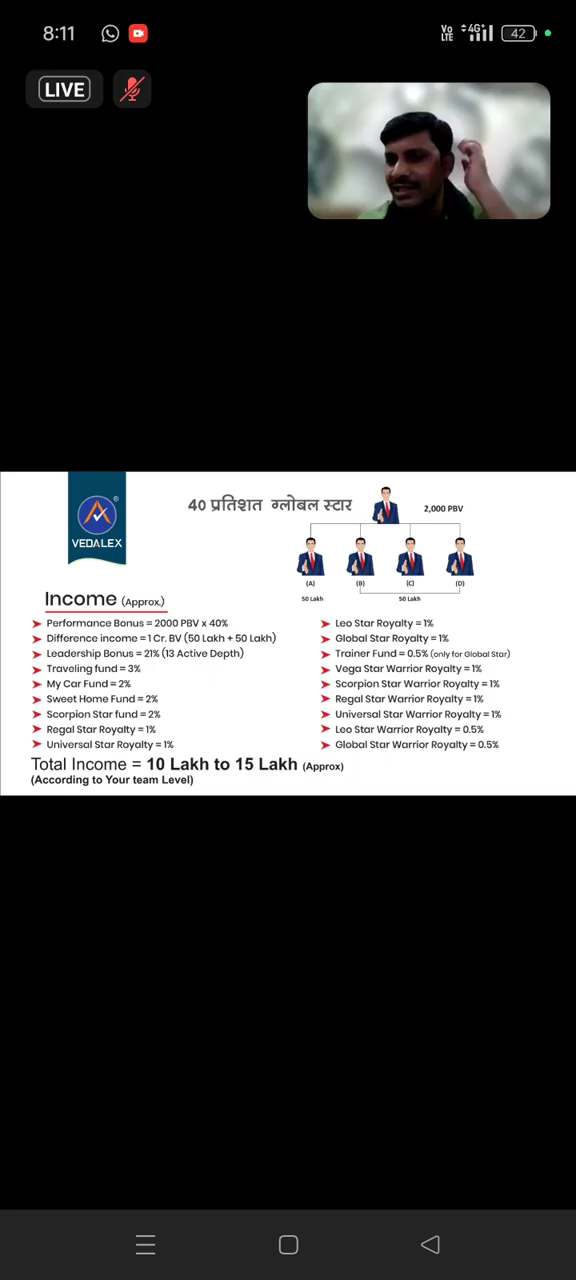 8:11
Vo LTE 4G+ 42
LIVE
VEDALEX
®
40 प्रतिशत ग्लोबल स्टार
2,000 PBV
(A) (B) (C) (D)
50 Lakh 50 Lakh
Income (Approx.)
Performance Bonus = 2000 PBV x 40%
Difference income = 1 Cr. BV (50 Lakh + 50 Lakh)
Leadership Bonus = 21% (13 Active Depth)
Traveling fund = 3%
My Car Fund = 2%
Sweet Home Fund = 2%
Scorpion Star fund = 2%
Regal Star Royalty = 1%
Universal Star Royalty = 1%
Leo Star Royalty = 1%
Global Star Royalty = 1%
Trainer Fund = 0.5% (only for Global Star)
Vega Star Warrior Royalty = 1%
Scorpion Star Warrior Royalty = 1%
Regal Star Warrior Royalty = 1%
Universal Star Warrior Royalty = 1%
Leo Star Warrior Royalty = 0.5%
Global Star Warrior Royalty = 0.5%
Total Income = 10 Lakh to 15 Lakh (Approx)
(According to Your team Level)